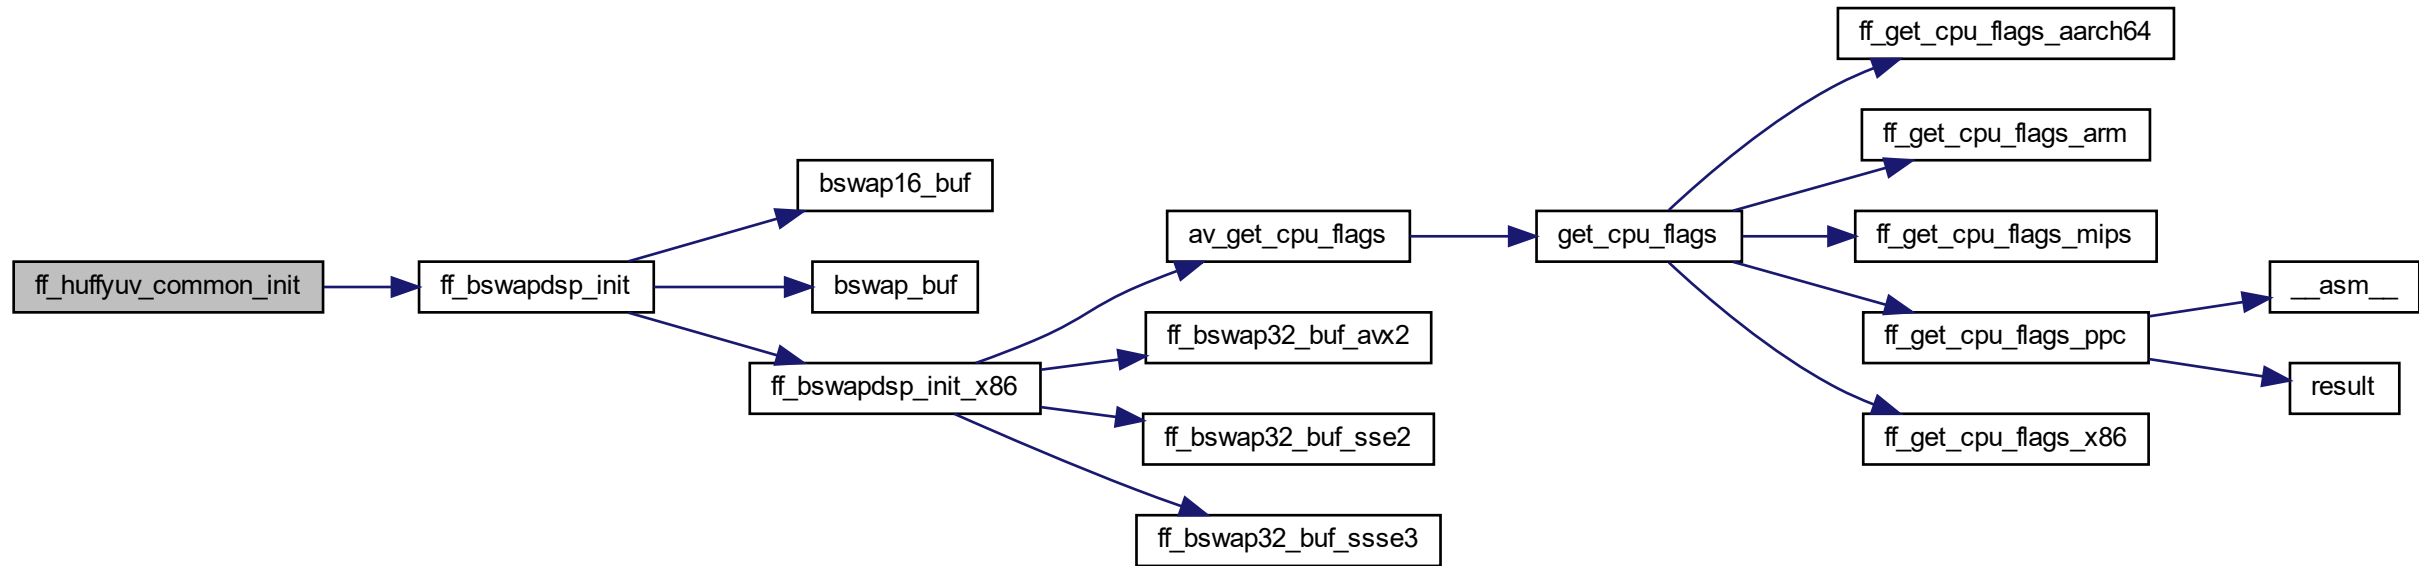 ff_huffyuv_common_init
ff_bswapdsp_init
bswap16_buf
bswap_buf
ff_bswapdsp_init_x86
av_get_cpu_flags
ff_bswap32_buf_avx2
ff_bswap32_buf_sse2
ff_bswap32_buf_ssse3
get_cpu_flags
ff_get_cpu_flags_aarch64
ff_get_cpu_flags_arm
ff_get_cpu_flags_mips
ff_get_cpu_flags_ppc
ff_get_cpu_flags_x86
__asm__
result